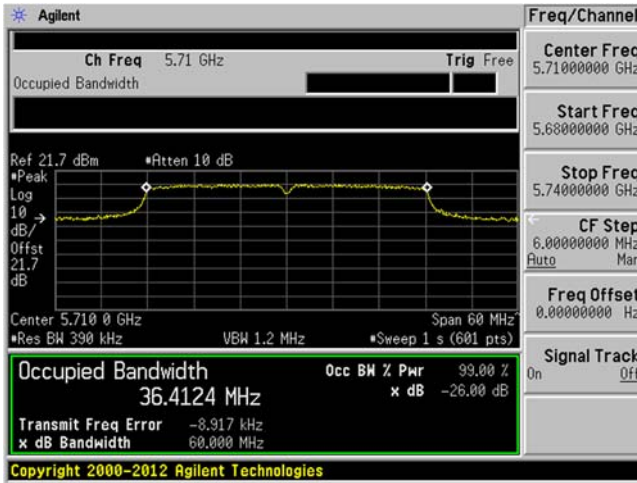 Agilent
Freq/Channel
Ch Freq 5.71 GHz Trig Free
Occupied Bandwidth
Center Freq
5.71000000 GHz
Start Freq
5.68000000 GHz
Stop Freq
5.74000000 GHz
CF Step
6.00000000 MHz
Auto Man
Freq Offset
0.00000000 Hz
Signal Track
On Off
Ref 21.7 dBm *Atten 10 dB
*Peak
Log
10
dB/
Offst
21.7
dB
Center 5.710 0 GHz Span 60 MHz
*Res BW 390 kHz VBW 1.2 MHz *Sweep 1 s (601 pts)
Occupied Bandwidth Occ BW % Pwr 99.00 %
36.4124 MHz x dB -26.00 dB
Transmit Freq Error -8.917 kHz
x dB Bandwidth 60.000 MHz
Copyright 2000-2012 Agilent Technologies